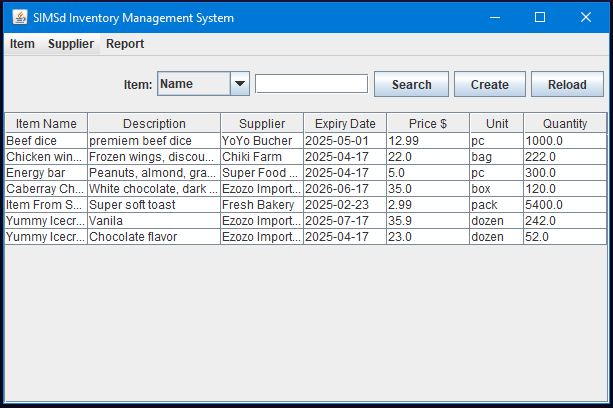 SIMSd Inventory Management System
Item Supplier Report
Item: Name Search Create Reload
Item Name Description Supplier Expiry Date Price $ Unit Quantity
Beef dice premiem beef dice YoYo Bucher 2025-05-01 12.99 pc 1000.0
Chicken win... Frozen wings, discou... Chiki Farm 2025-04-17 22.0 bag 222.0
Energy bar Peanuts, almond, gra... Super Food ... 2025-04-17 5.0 pc 300.0
Caberray Ch... White chocolate, dark ... Ezozo Import... 2026-06-17 35.0 box 120.0
Item From S... Super soft toast Fresh Bakery 2025-02-23 2.99 pack 5400.0
Yummy Icecr... Vanila Ezozo Import... 2025-07-17 35.9 dozen 242.0
Yummy Icecr... Chocolate flavor Ezozo Import... 2025-04-17 23.0 dozen 52.0